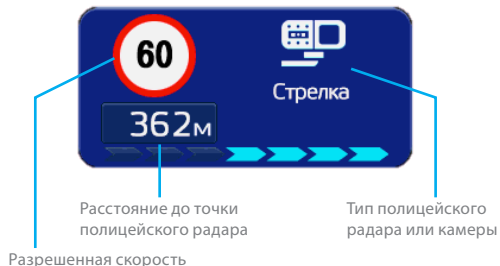 60
Стрелка
362м
Расстояние до точки
полицейского радара
Тип полицейского
радара или камеры
Разрешенная скорость